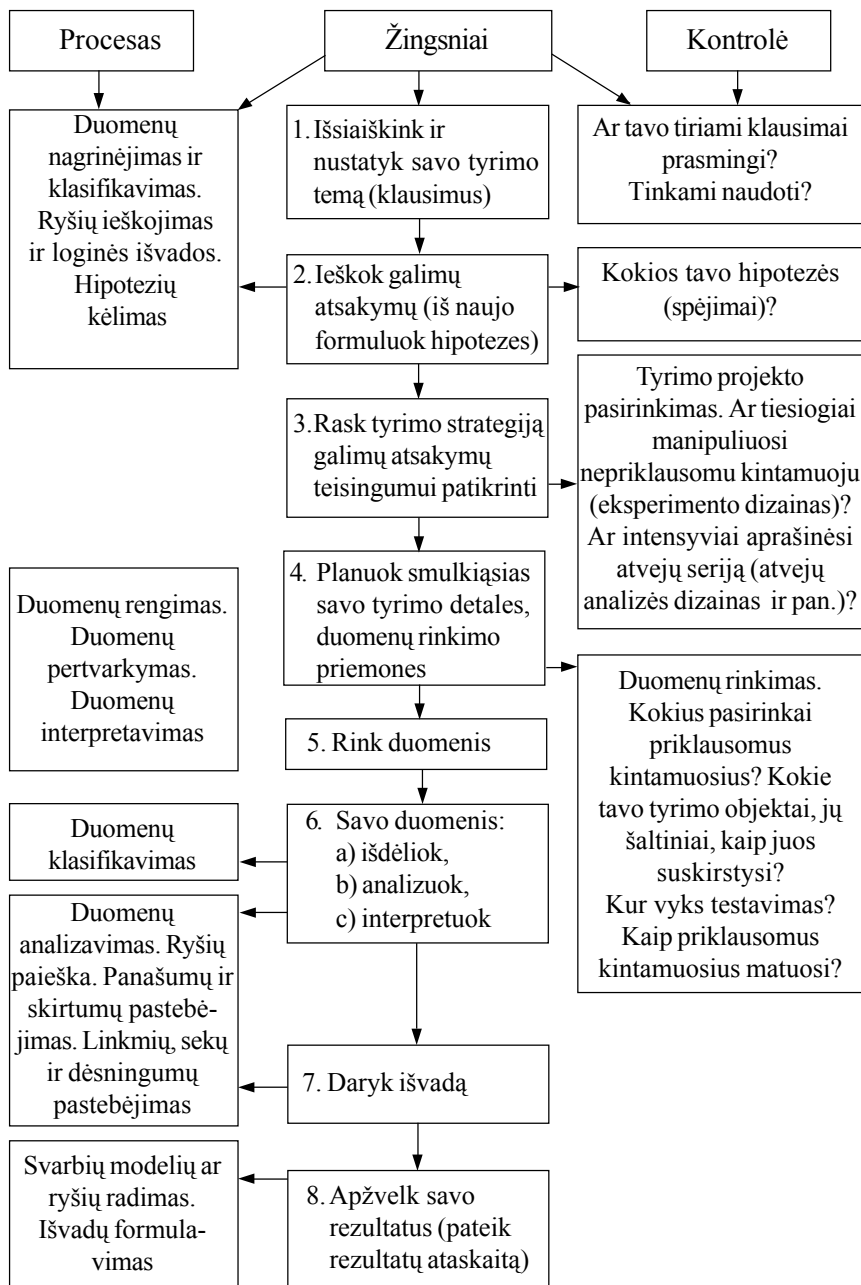 Procesas
Žingsniai
Kontrolė
Duomenų
nagrinėjimas ir
klasifikavimas.
Ryšių ieškojimas
ir loginės išvados.
Hipotezių
kėlimas
1. Išsiaiškink ir
nustatyk savo tyrimo
temą (klausimus)
Ar tavo tiriami klausimai
prasmingi?
Tinkami naudoti?
2. Ieškok galimų
atsakymų (iš naujo
formuluok hipotezes)
Kokios tavo hipotezės
(spėjimai)?
3. Rask tyrimo strategiją
galimų atsakymų
teisingumui patikrinti
Tyrimo projekto
pasirinkimas. Ar tiesiogiai
manipuliuosi
nepriklausomu kintamuoju
(eksperimento dizainas)?
Ar intensyviai aprašinėsi
atvejų seriją (atvejų
analizės dizainas ir pan.)?
Duomenų rengimas.
Duomenų
pertvarkymas.
Duomenų
interpretavimas
4. Planuok smulkiąsias
savo tyrimo detales,
duomenų rinkimo
priemones
5. Rink duomenis
Duomenų rinkimas.
Kokius pasirinkai
priklausomus
kintamuosius? Kokie
tavo tyrimo objektai, jų
šaltiniai, kaip juos
suskirstysi?
Kur vyks testavimas?
Kaip priklausomus
kintamuosius matuosi?
Duomenų
klasifikavimas
6. Savo duomenis:
a) išdėliok,
b) analizuok,
c) interpretuok
Duomenų
analizavimas. Ryšių
paieška. Panašumų ir
skirtumų pastebė-
jimas. Linkmių, sekų
ir dėsningumų
pastebėjimas
7. Daryk išvadą
Svarbių modelių ar
ryšių radimas.
Išvadų formula-
vimas
8. Apžvelk savo
rezultatus (pateik
rezultatų ataskaitą)